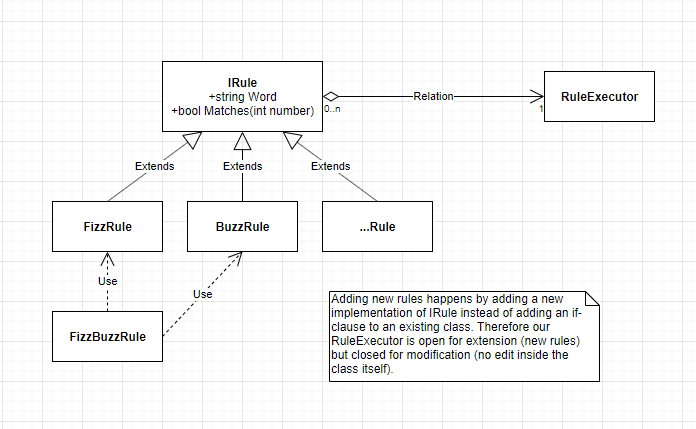 IRule
+string Word
+bool Matches(int number)
0..n
Relation
1
RuleExecutor
Extends
Extends
Extends
FizzRule
BuzzRule
...Rule
Use
Use
FizzBuzzRule
Adding new rules happens by adding a new
implementation of IRule instead of adding an if-
clause to an existing class. Therefore our
RuleExecutor is open for extension (new rules)
but closed for modification (no edit inside the
class itself).